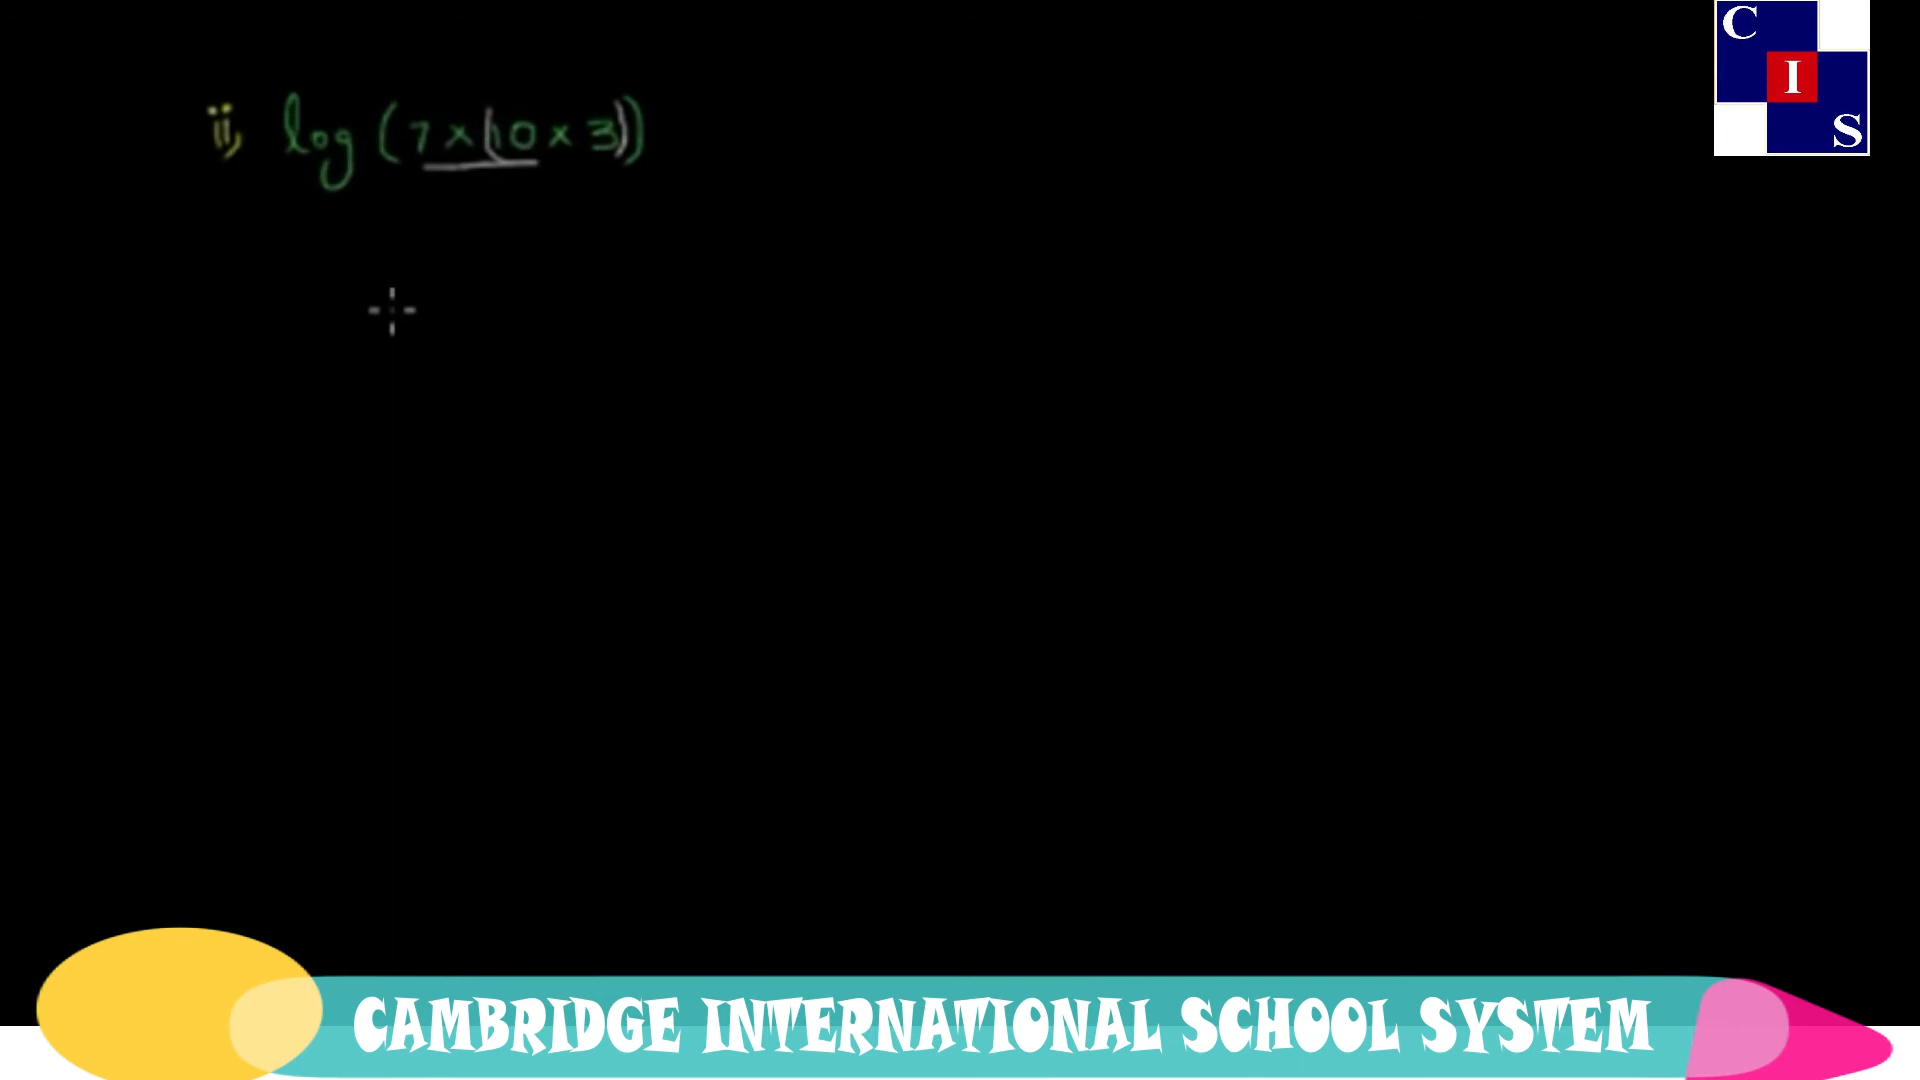 C
I
S
ii, log (7 × (10 × 3))
CAMBRIDGE INTERNATIONAL SCHOOL SYSTEM